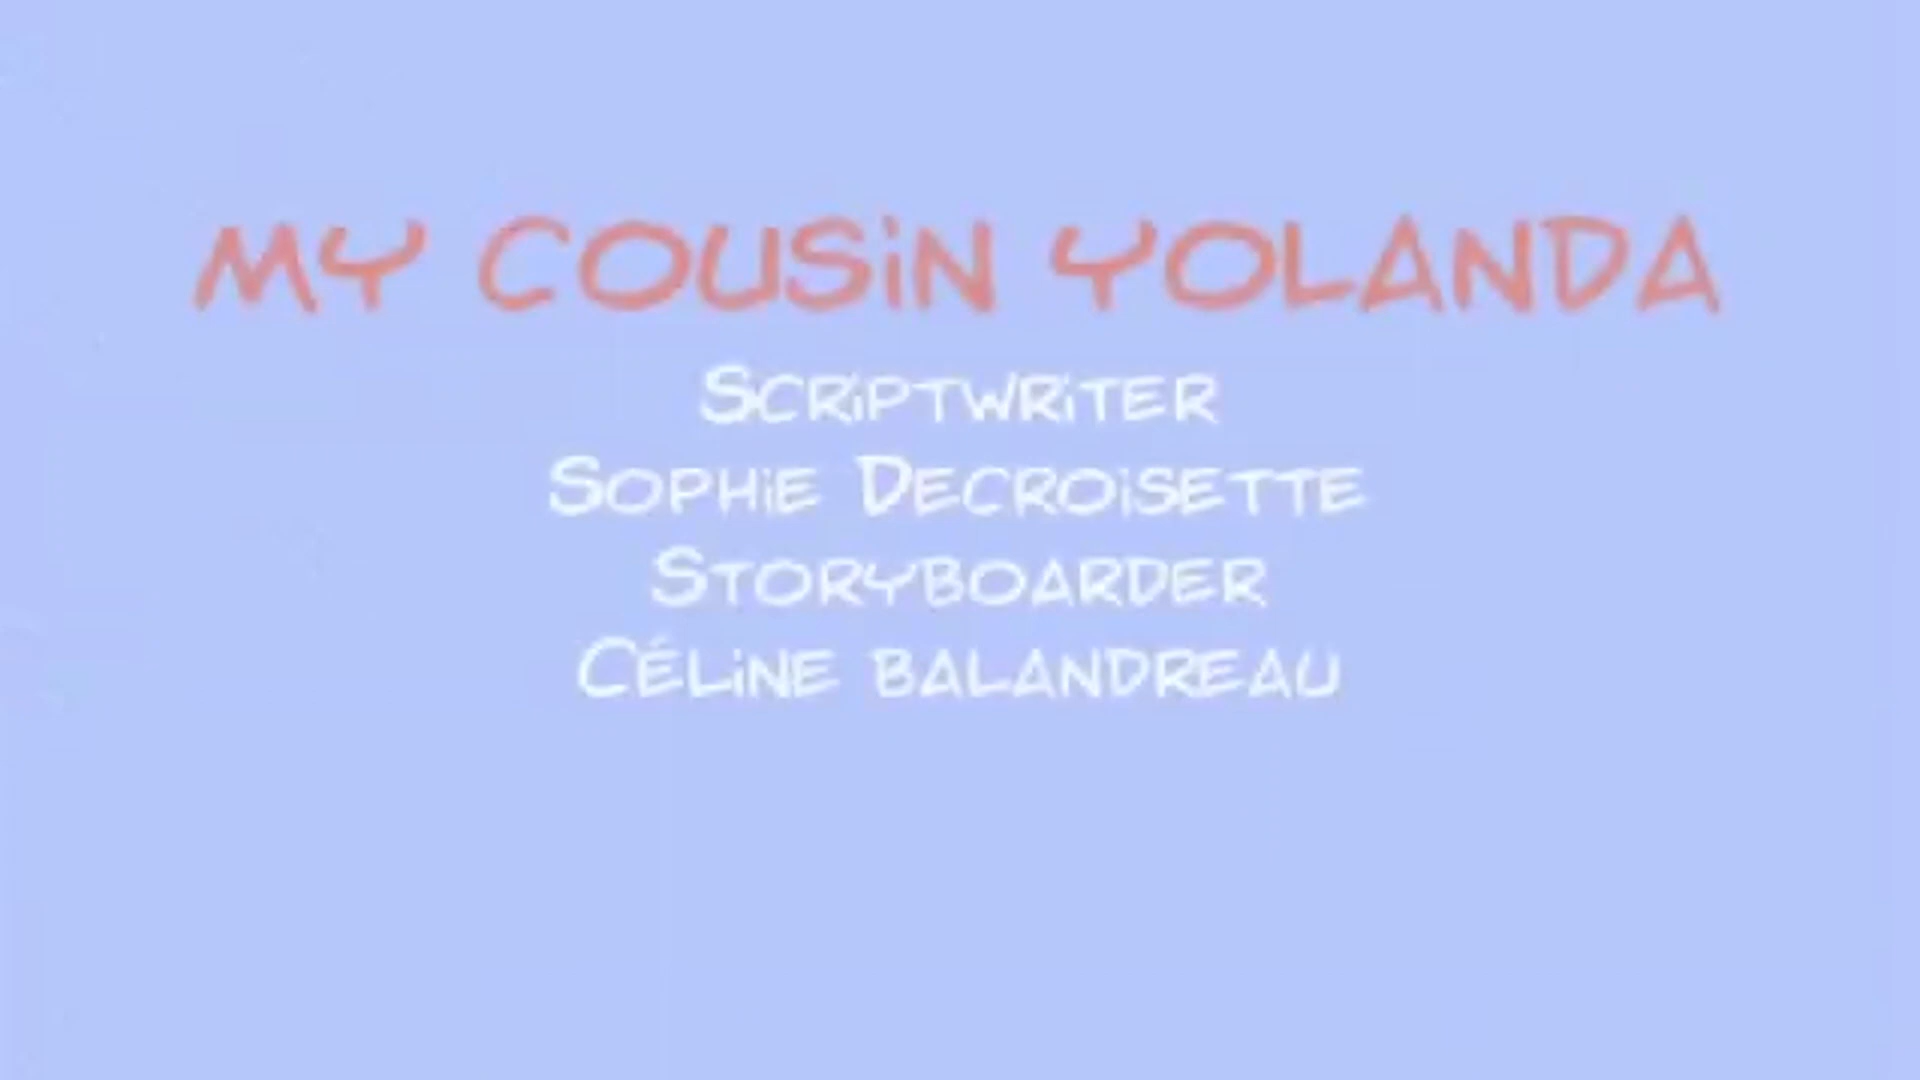 MY COUSIN YOLANDA
SCRIPTWRITER
SOPHIE DECROISETTE
STORYBOARDER
CÉLINE BALANDREAU